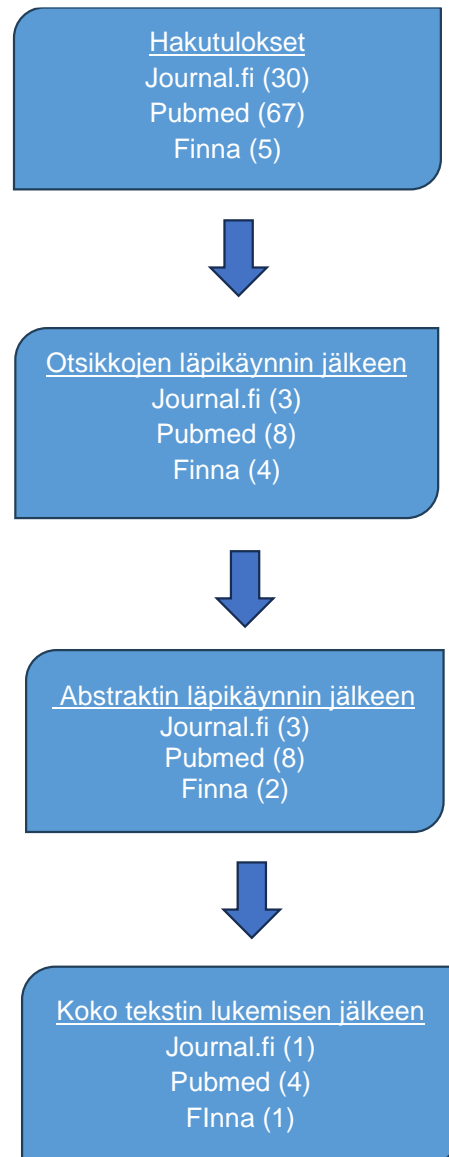 Hakutulokset
Journal.fi (30)
Pubmed (67)
Finna (5)
Otsikkojen läpikäynnin jälkeen
Journal.fi (3)
Pubmed (8)
Finna (4)
Abstraktin läpikäynnin jälkeen
Journal.fi (3)
Pubmed (8)
Finna (2)
Koko tekstin lukemisen jälkeen
Journal.fi (1)
Pubmed (4)
FInna (1)